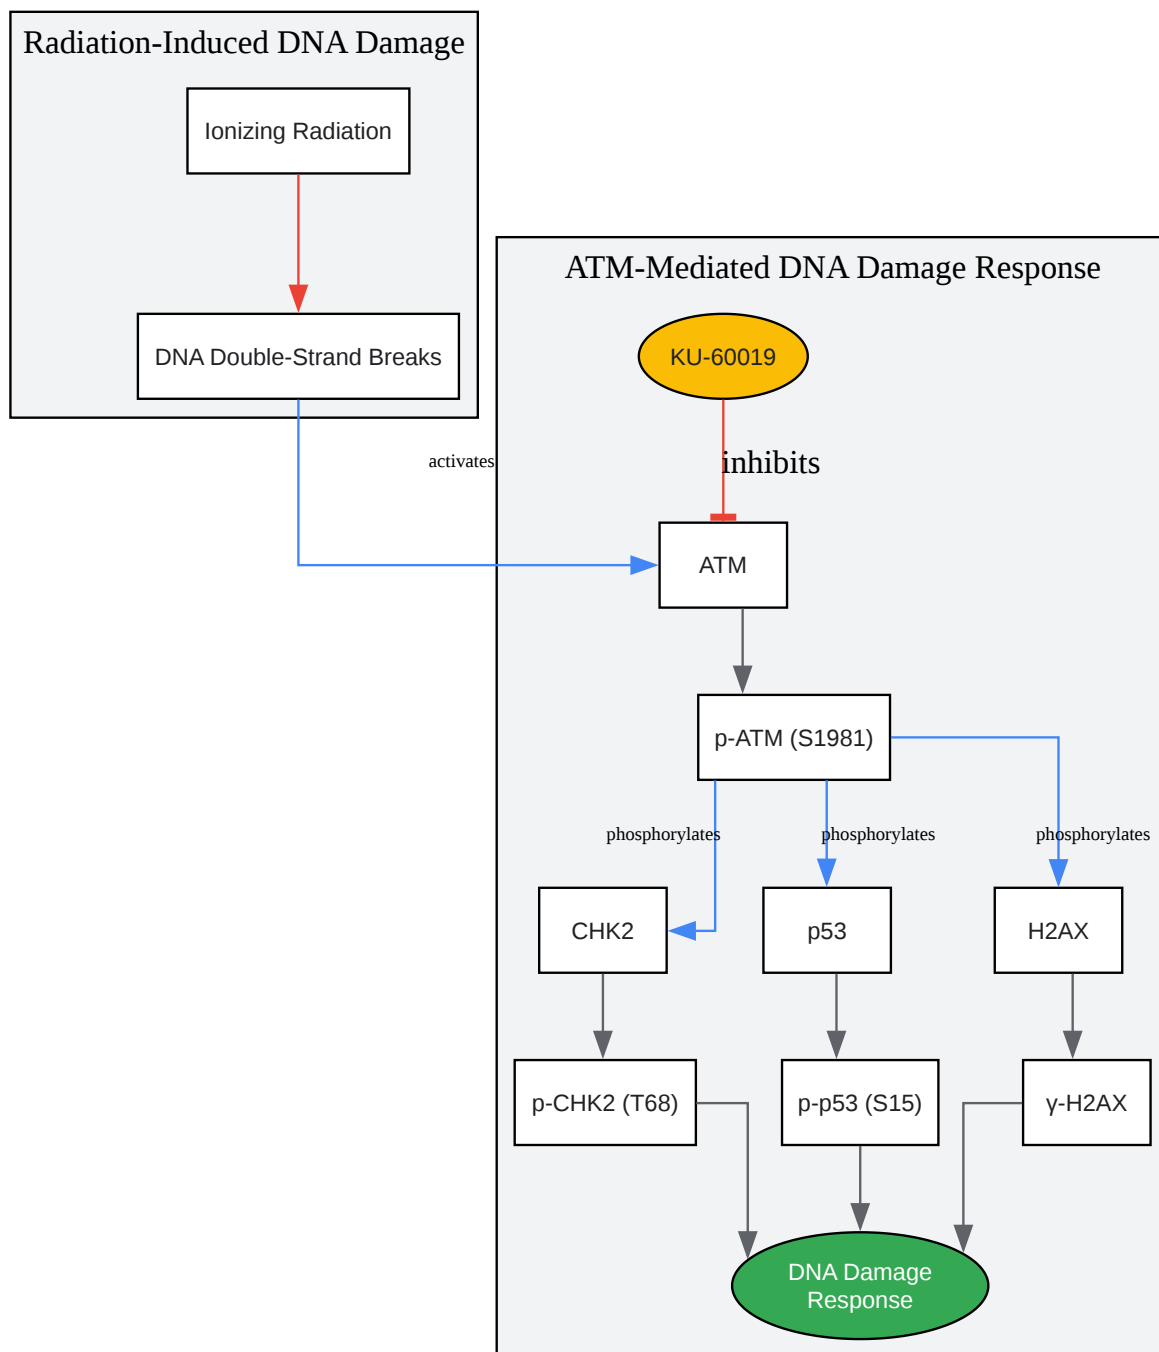 Radiation-Induced DNA Damage
Ionizing Radiation
DNA Double-Strand Breaks
activates
ATM-Mediated DNA Damage Response
KU-60019
inhibits
ATM
p-ATM (S1981)
phosphorylates
phosphorylates
phosphorylates
CHK2
p53
H2AX
p-CHK2 (T68)
p-p53 (S15)
γ-H2AX
DNA Damage
Response